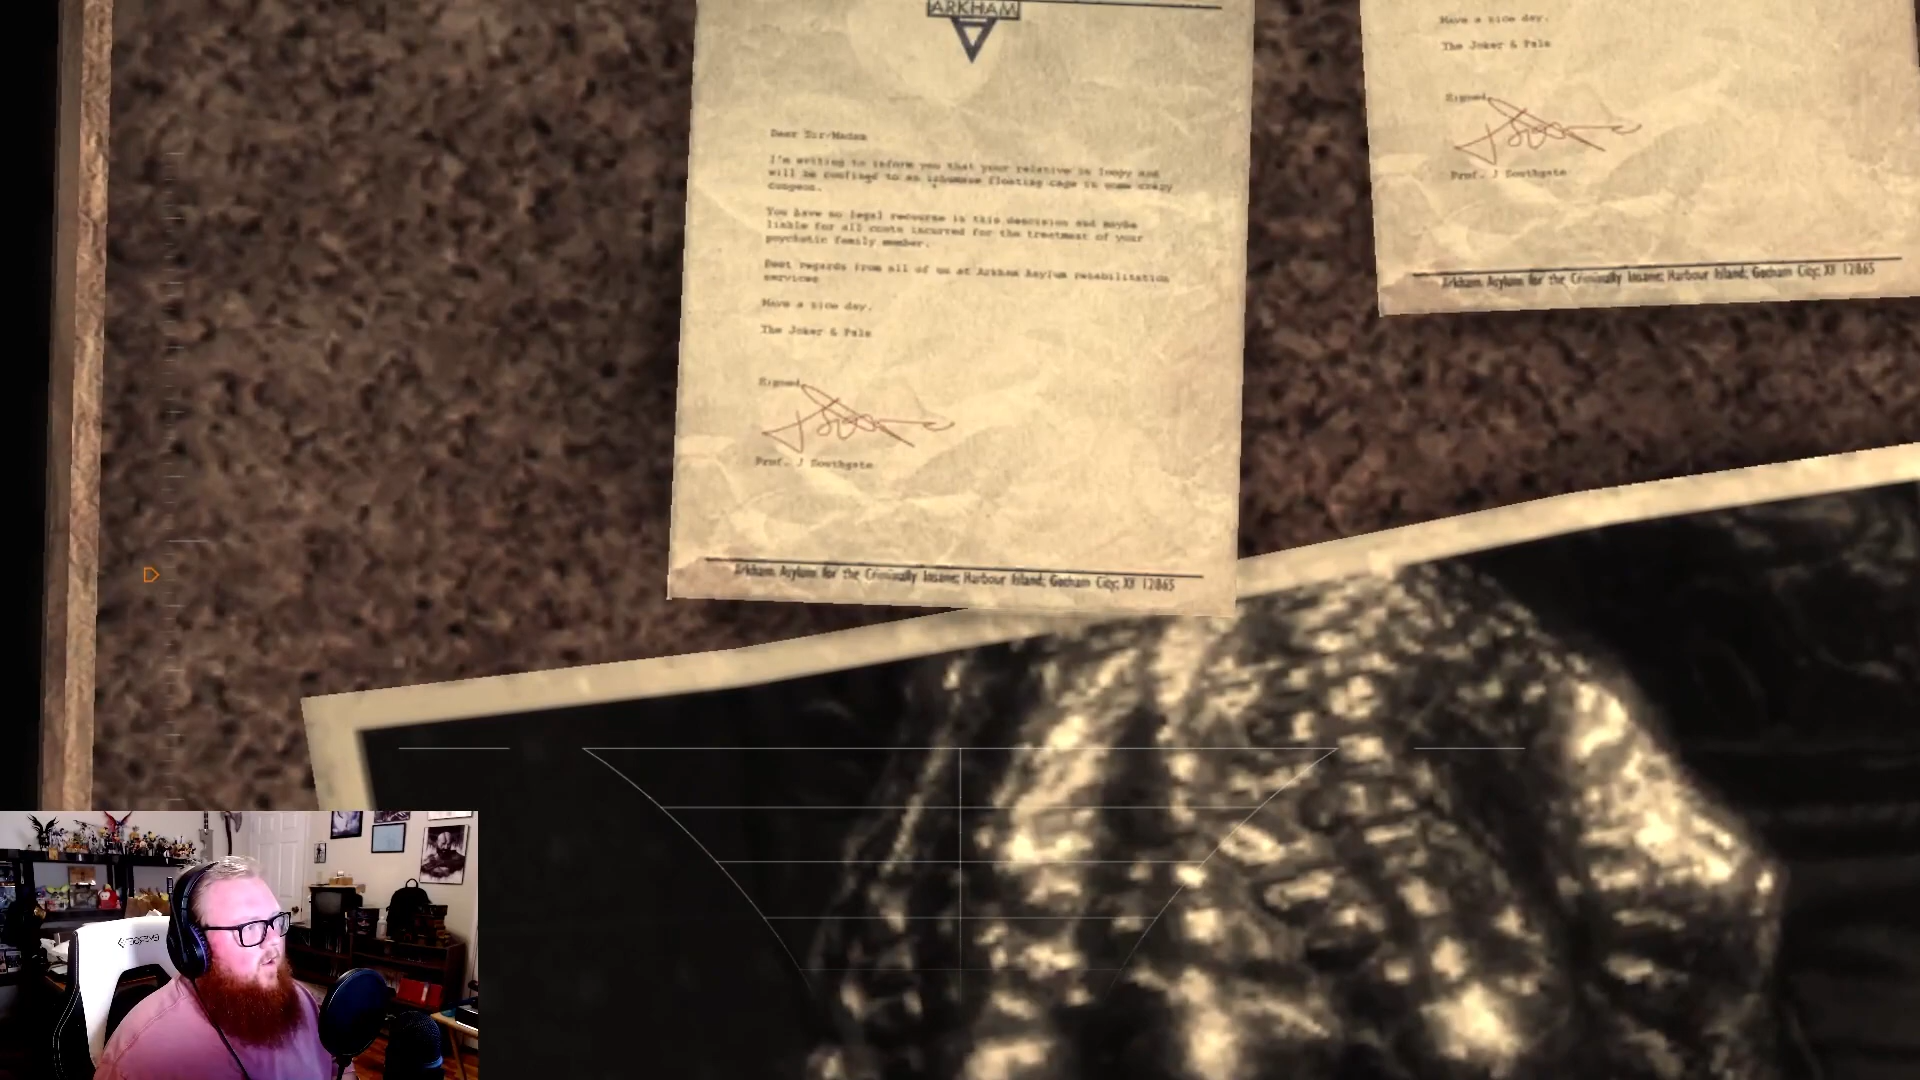 ARKHAM
Dear Sir/Madam
I'm writing to inform you that your relative is loopy and
will be confined to an inhumane floating cage in some crazy
dungeon.
You have no legal recourse in this descision and maybe
liable for all costs incurred for the treatment of your
psychotic family member.
Best regards from all of us at Arkham Asylum rehabilitation
services
Have a nice day.
The Joker & Pals
Signed,
Prof. J Southgate
Arkham Asylum for the Criminally Insane; Harbour Island; Gotham City; XY 12865
Have a nice day.
The Joker & Pals
Signed,
Prof. J Southgate
Arkham Asylum for the Criminally Insane; Harbour Island; Gotham City; XY 12865